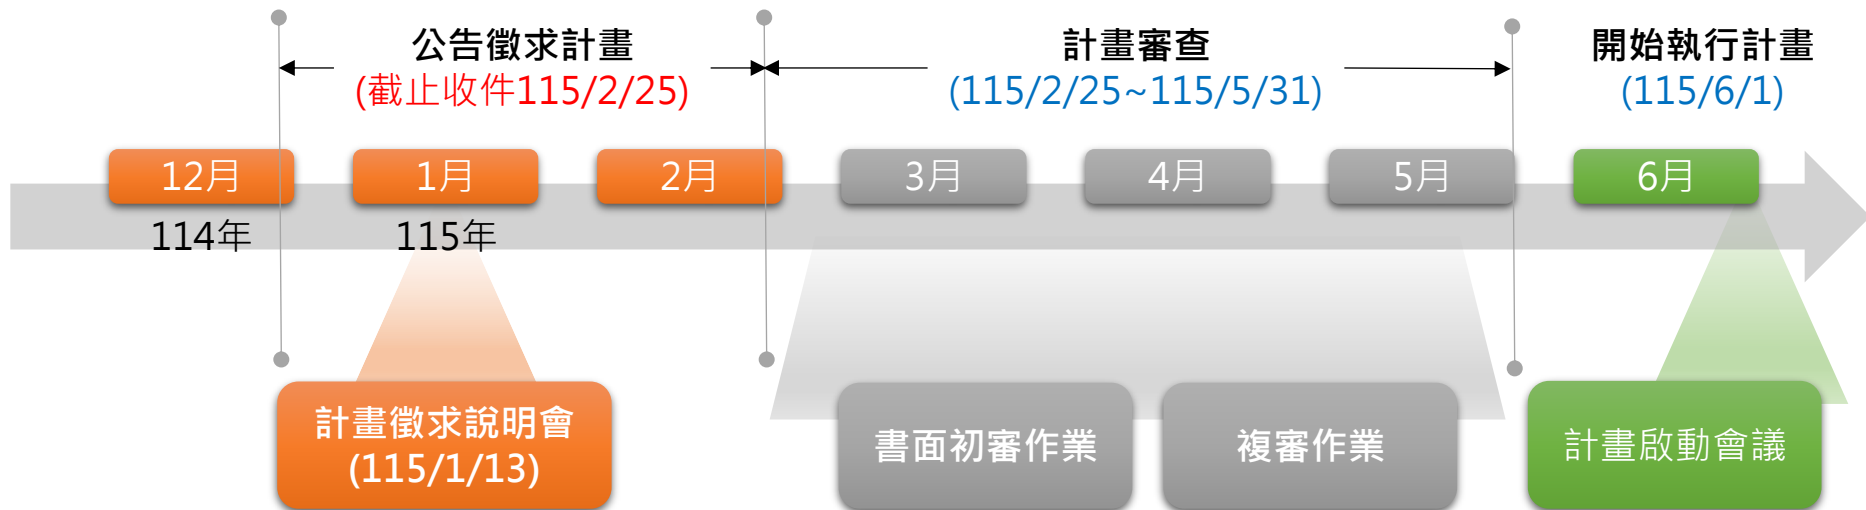 公告徵求計畫
(截止收件115/2/25)
計畫審查
(115/2/25~115/5/31)
開始執行計畫
(115/6/1)
12月
1月
2月
3月
4月
5月
6月
114年
115年
計畫徵求說明會
(115/1/13)
書面初審作業
複審作業
計畫啟動會議